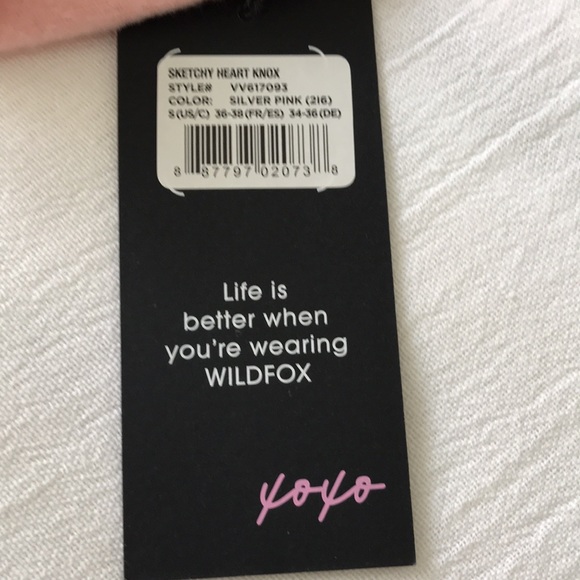 SKETCHY HEART KNOX
STYLE# VV617093
COLOR: SILVER PINK (216)
S(US/C) 36-38(FR/ES) 34-36(DE)
8 87797 02073 8
Life is
better when
you're wearing
WILDFOX
xoxo